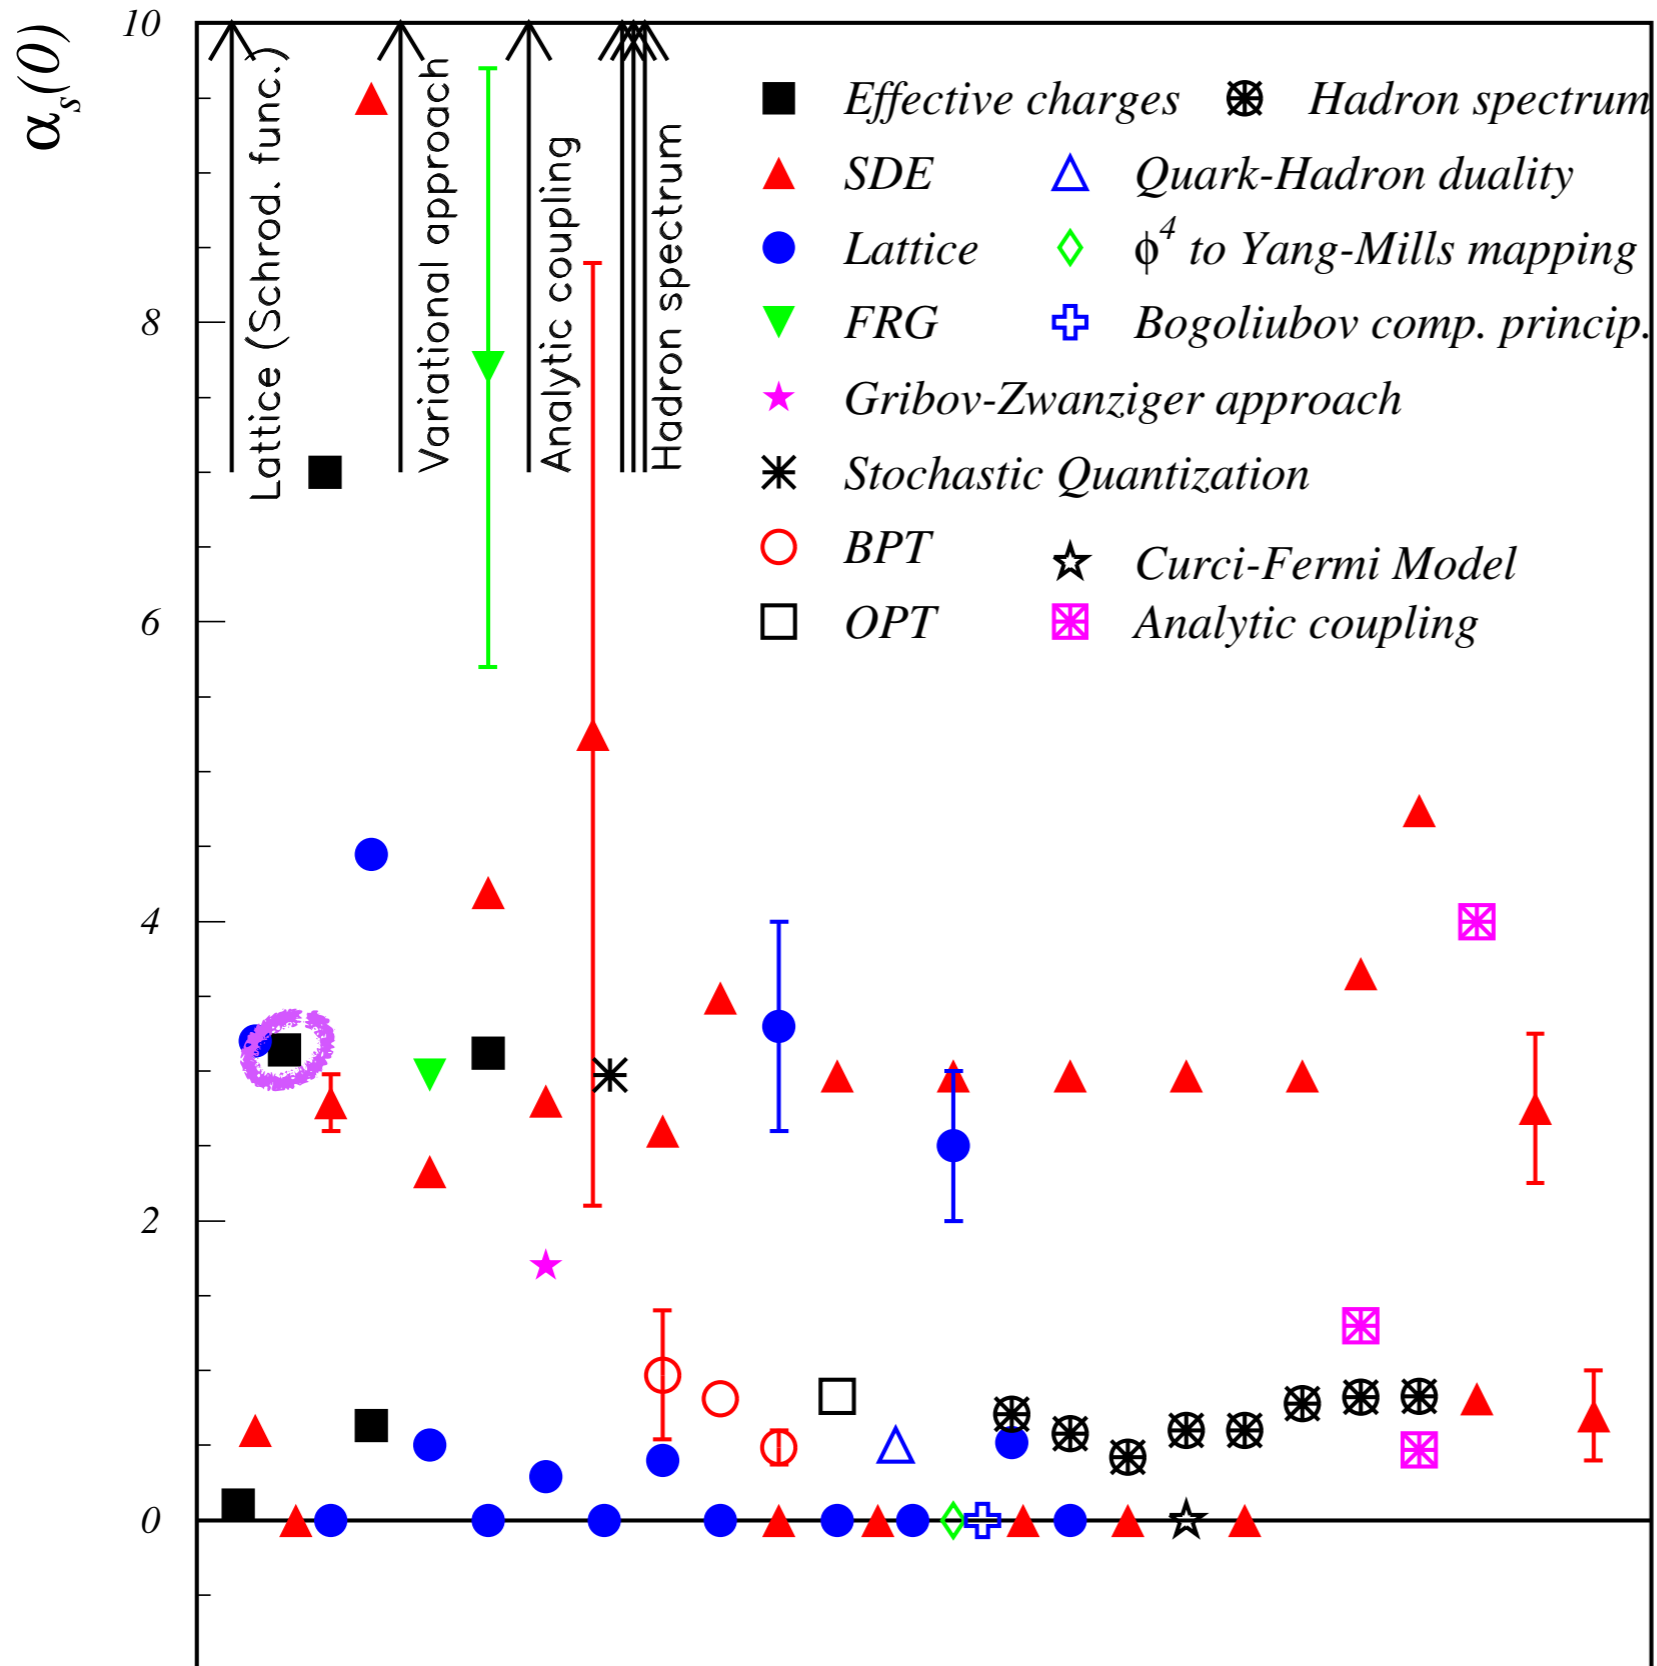 α_s(0)
10
8
6
4
2
0
Lattice (Schrod. func.)
Variational approach
Analytic coupling
Hadron spectrum
Effective charges
Hadron spectrum
SDE
Quark-Hadron duality
Lattice
ϕ⁴ to Yang-Mills mapping
FRG
Bogoliubov comp. princip.
Gribov-Zwanziger approach
Stochastic Quantization
BPT
Curci-Fermi Model
OPT
Analytic coupling